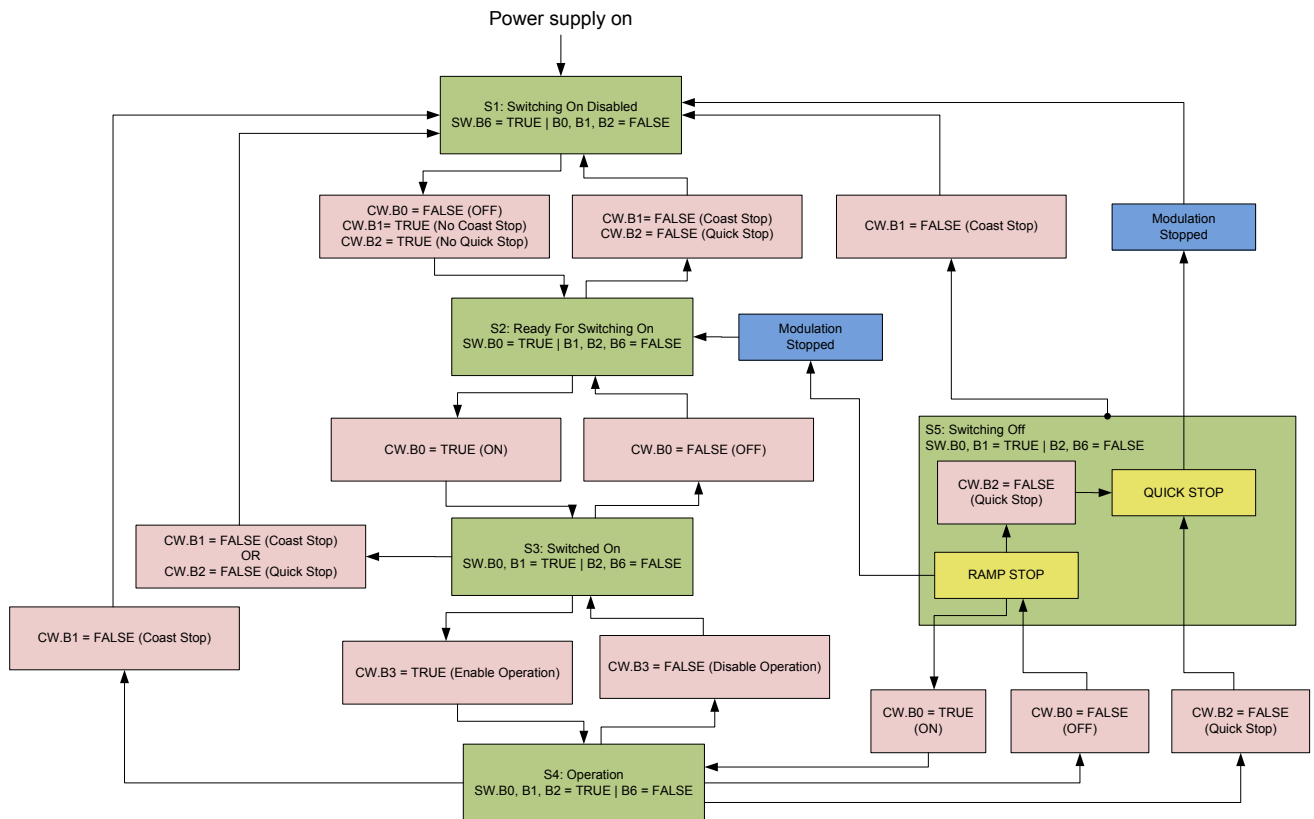 Power supply on
S1: Switching On Disabled
SW.B6 = TRUE | B0, B1, B2 = FALSE
CW.B0 = FALSE (OFF)
CW.B1= TRUE (No Coast Stop)
CW.B2 = TRUE (No Quick Stop)
CW.B1= FALSE (Coast Stop)
CW.B2 = FALSE (Quick Stop)
CW.B1 = FALSE (Coast Stop)
Modulation
Stopped
S2: Ready For Switching On
SW.B0 = TRUE | B1, B2, B6 = FALSE
Modulation
Stopped
CW.B0 = TRUE (ON)
CW.B0 = FALSE (OFF)
S5: Switching Off
SW.B0, B1 = TRUE | B2, B6 = FALSE
CW.B2 = FALSE
(Quick Stop)
QUICK STOP
CW.B1 = FALSE (Coast Stop)
OR
CW.B2 = FALSE (Quick Stop)
S3: Switched On
SW.B0, B1 = TRUE | B2, B6 = FALSE
RAMP STOP
CW.B1 = FALSE (Coast Stop)
CW.B3 = TRUE (Enable Operation)
CW.B3 = FALSE (Disable Operation)
CW.B0 = TRUE
(ON)
CW.B0 = FALSE
(OFF)
CW.B2 = FALSE
(Quick Stop)
S4: Operation
SW.B0, B1, B2 = TRUE | B6 = FALSE